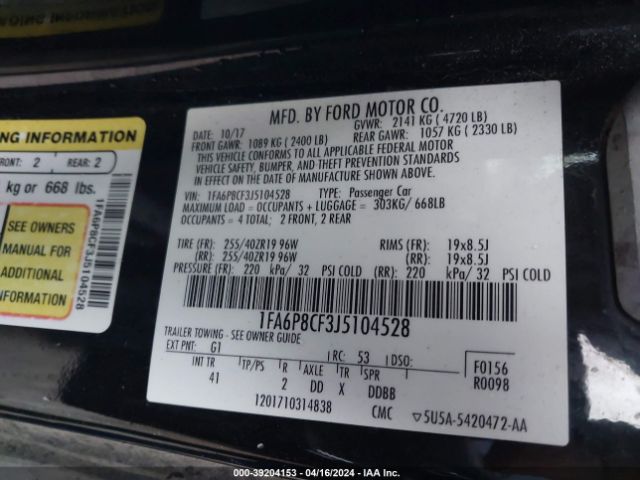 MFD. BY FORD MOTOR CO.
DATE: 10/17 GVWR: 2141 KG ( 4720 LB)
FRONT GAWR: 1089 KG ( 2400 LB) REAR GAWR: 1057 KG ( 2330 LB)
THIS VEHICLE CONFORMS TO ALL APPLICABLE FEDERAL MOTOR
VEHICLE SAFETY, BUMPER, AND THEFT PREVENTION STANDARDS
IN EFFECT ON THE DATE OF MANUFACTURE SHOWN ABOVE.
VIN: 1FA6P8CF3J5104528 TYPE: Passenger Car
MAXIMUM LOAD = OCCUPANTS + LUGGAGE = 303KG/ 668LB
OCCUPANTS = 4 TOTAL; 2 FRONT, 2 REAR
TIRE (FR): 255/40ZR19 96W RIMS (FR): 19x8.5J
(RR): 255/40ZR19 96W (RR): 19x8.5J
PRESSURE (FR): 220 kPa/ 32 PSI COLD (RR): 220 kPa/ 32 PSI COLD
1FA6P8CF3J5104528
TRAILER TOWING - SEE OWNER GUIDE
EXT PNT: G1 RC: 53 DSO: F0156
R0098
INT TR TP/PS R AXLE TR SPR
41 2 DD X DDBB
1201710314838 CMC 5U5A-5420472-AA
NG INFORMATION
FRONT: 2 REAR: 2
kg or 668 lbs.
SEE OWNERS
MANUAL FOR
ADDITIONAL
INFORMATION
1FA6P8CF3J5104528
000-39204153 - 04/16/2024 - IAA Inc.